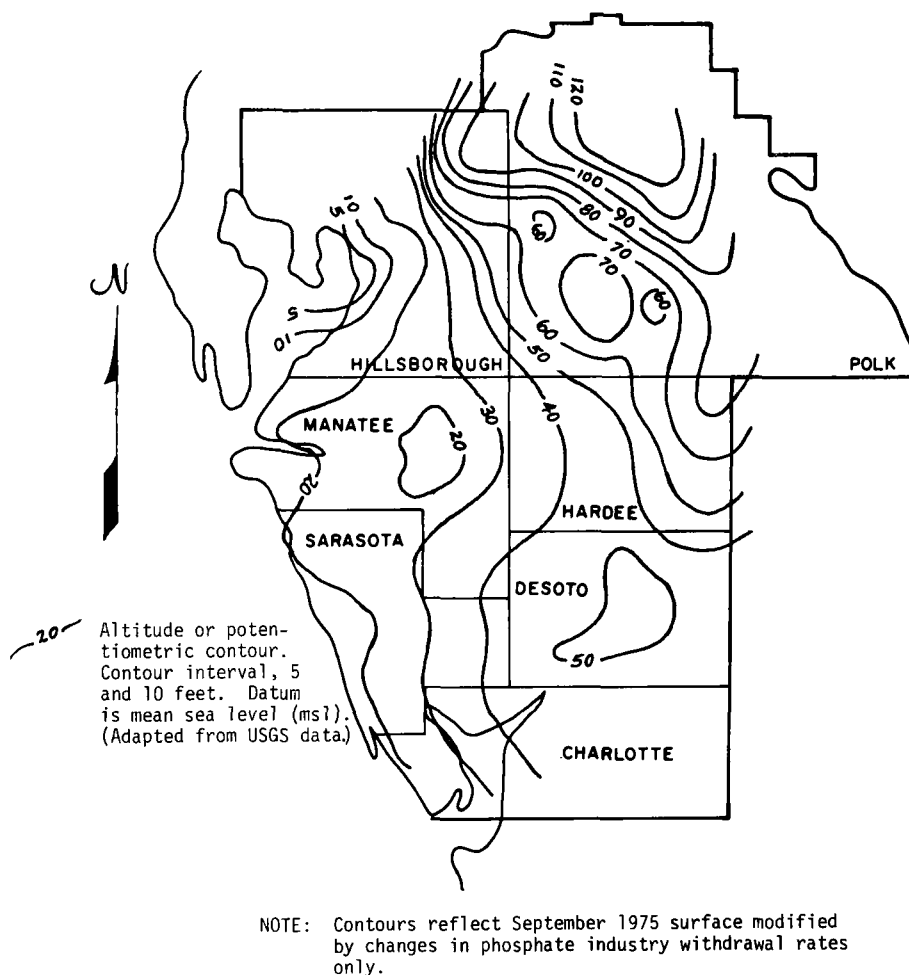 110
120
100
90
80
70
60
70
60
60
50
10
5
5
10
N
HILLSBOROUGH
POLK
MANATEE
20
30
40
20
HARDEE
SARASOTA
DESOTO
50
CHARLOTTE
20 Altitude or poten-
tiometric contour.
Contour interval, 5
and 10 feet. Datum
is mean sea level (msl).
(Adapted from USGS data.)
NOTE: Contours reflect September 1975 surface modified
by changes in phosphate industry withdrawal rates
only.